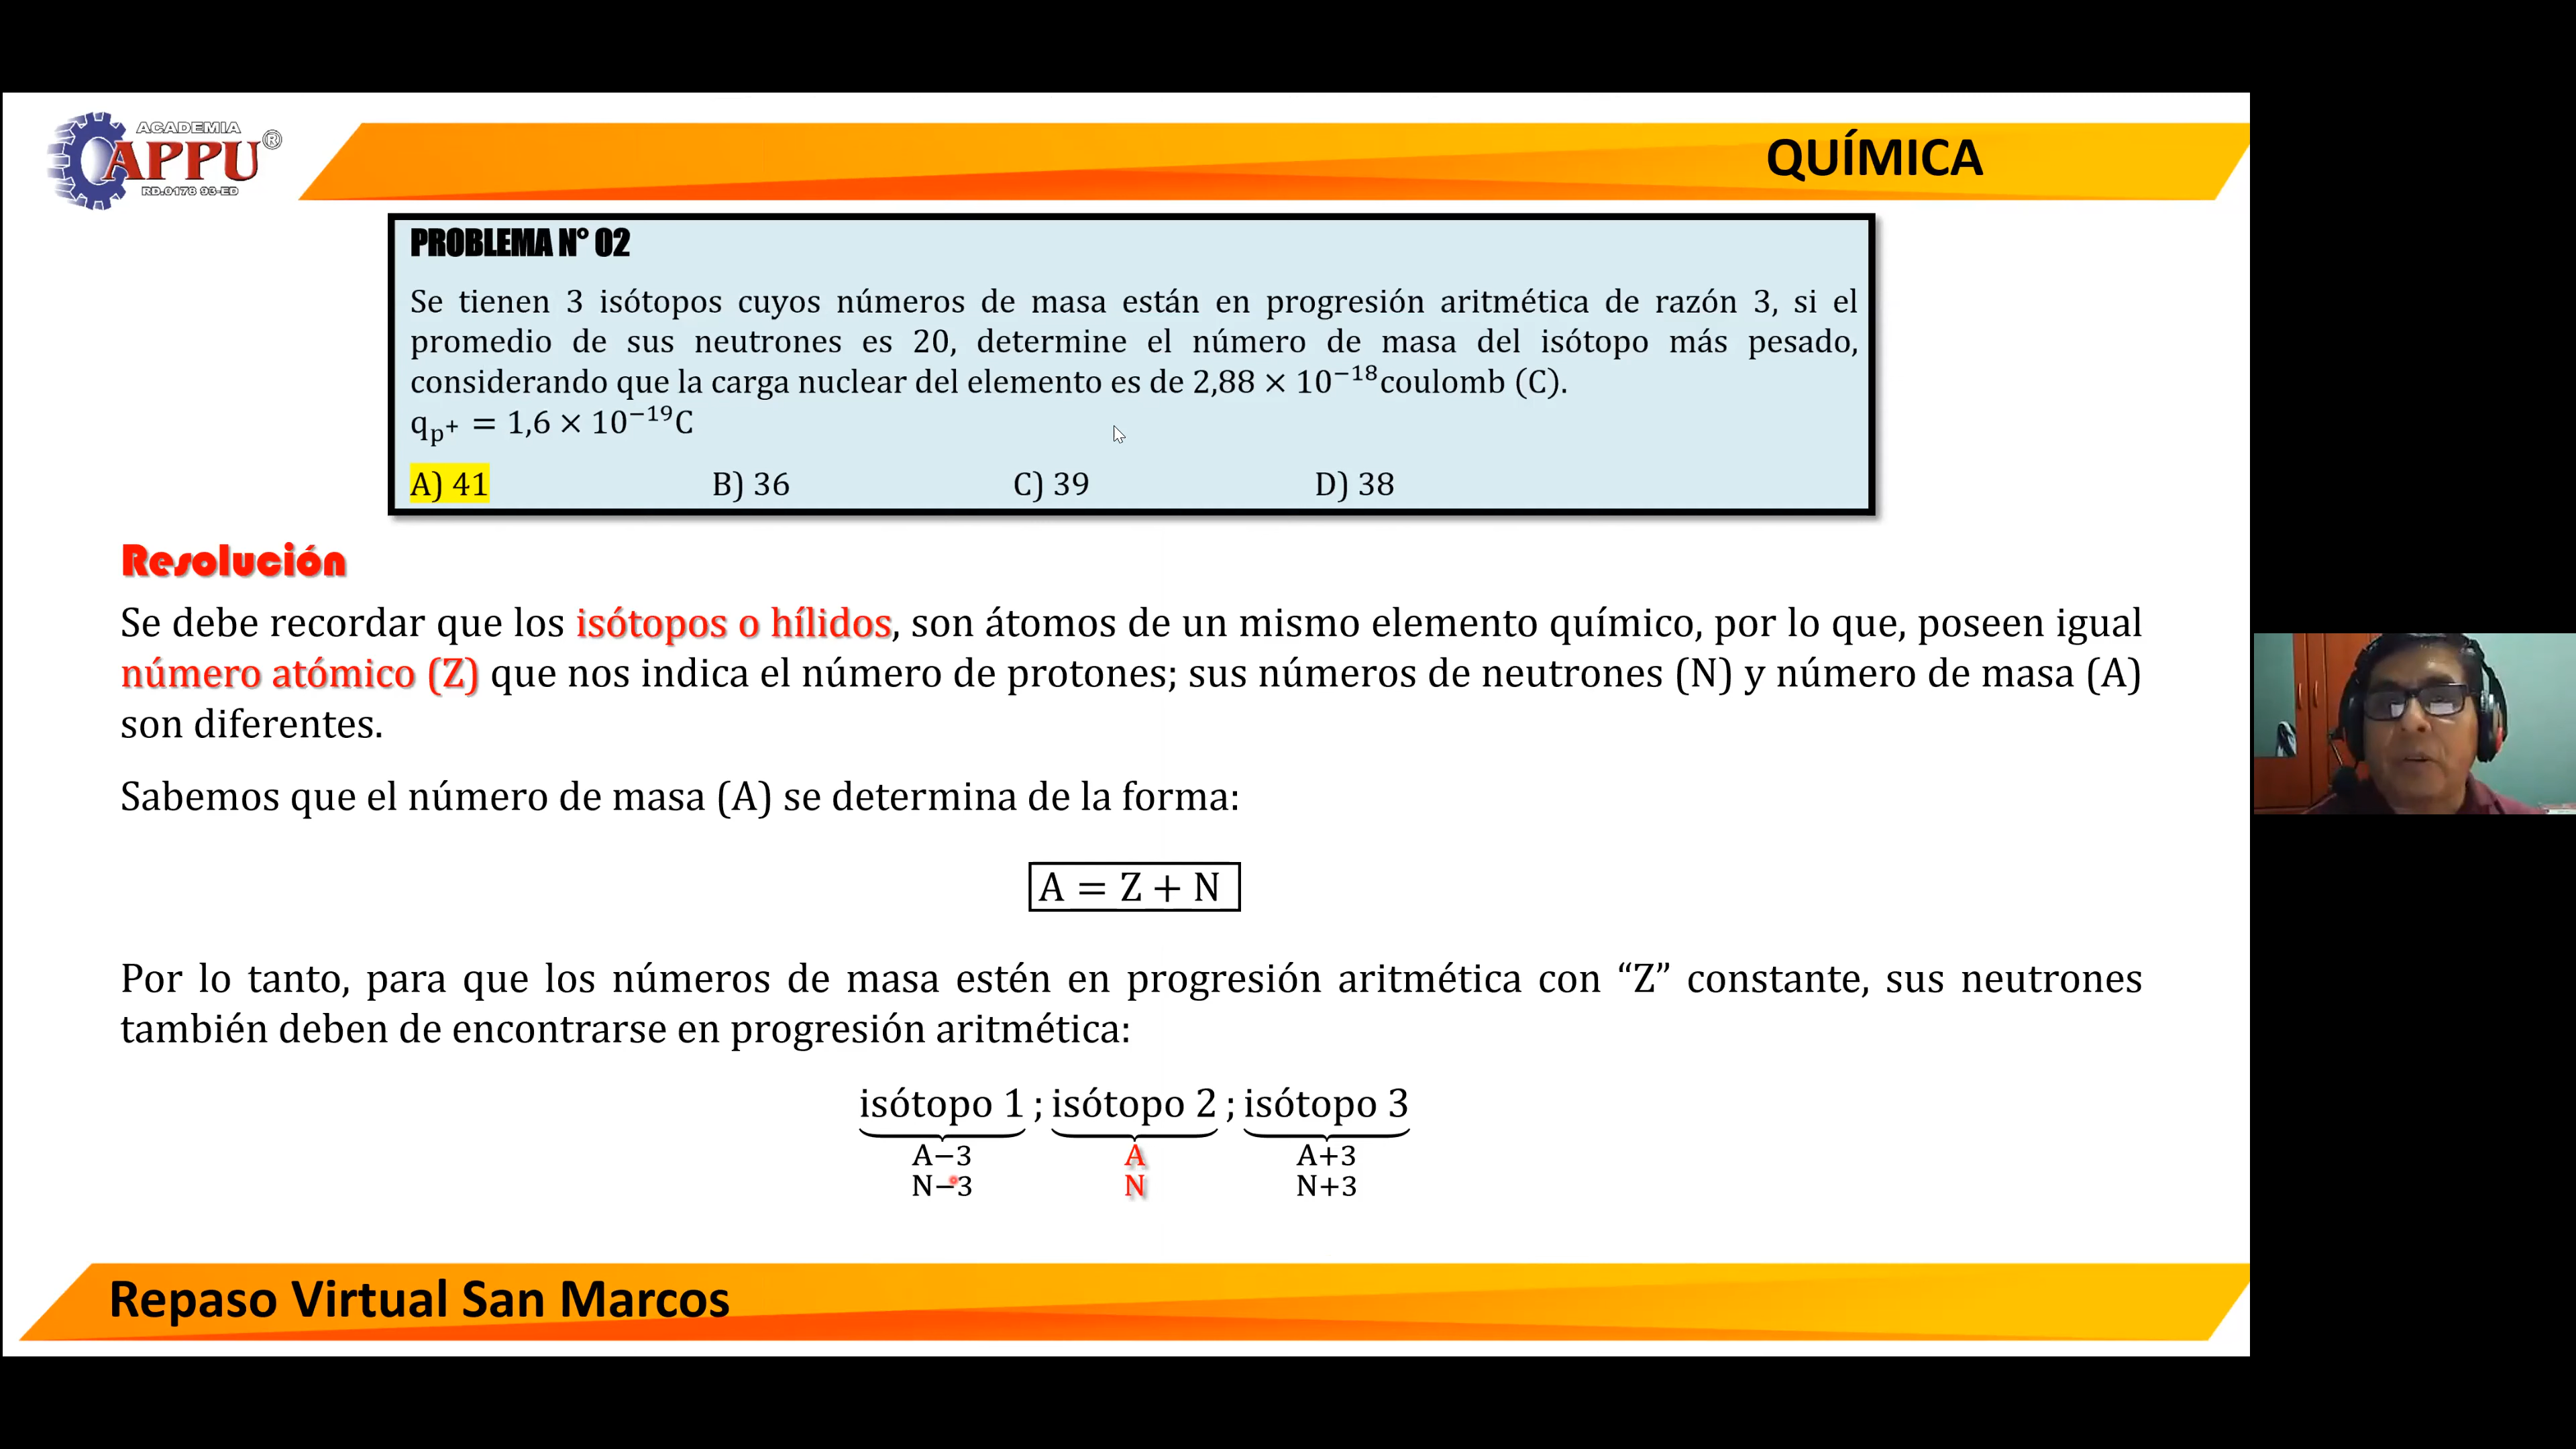 ACADEMIA
APPU®
RD.0178 93-ED
QUÍMICA
PROBLEMA N° 02
Se tienen 3 isótopos cuyos números de masa están en progresión aritmética de razón 3, si el
promedio de sus neutrones es 20, determine el número de masa del isótopo más pesado,
considerando que la carga nuclear del elemento es de 2,88 × 10⁻¹⁸coulomb (C).
qₚ⁺ = 1,6 × 10⁻¹⁹C
A) 41 B) 36 C) 39 D) 38
Resolución
Se debe recordar que los isótopos o hílidos, son átomos de un mismo elemento químico, por lo que, poseen igual
número atómico (Z) que nos indica el número de protones; sus números de neutrones (N) y número de masa (A)
son diferentes.
Sabemos que el número de masa (A) se determina de la forma:
A = Z + N
Por lo tanto, para que los números de masa estén en progresión aritmética con “Z” constante, sus neutrones
también deben de encontrarse en progresión aritmética:
isótopo 1 ; isótopo 2 ; isótopo 3
A−3 A A+3
N−3 N N+3
Repaso Virtual San Marcos